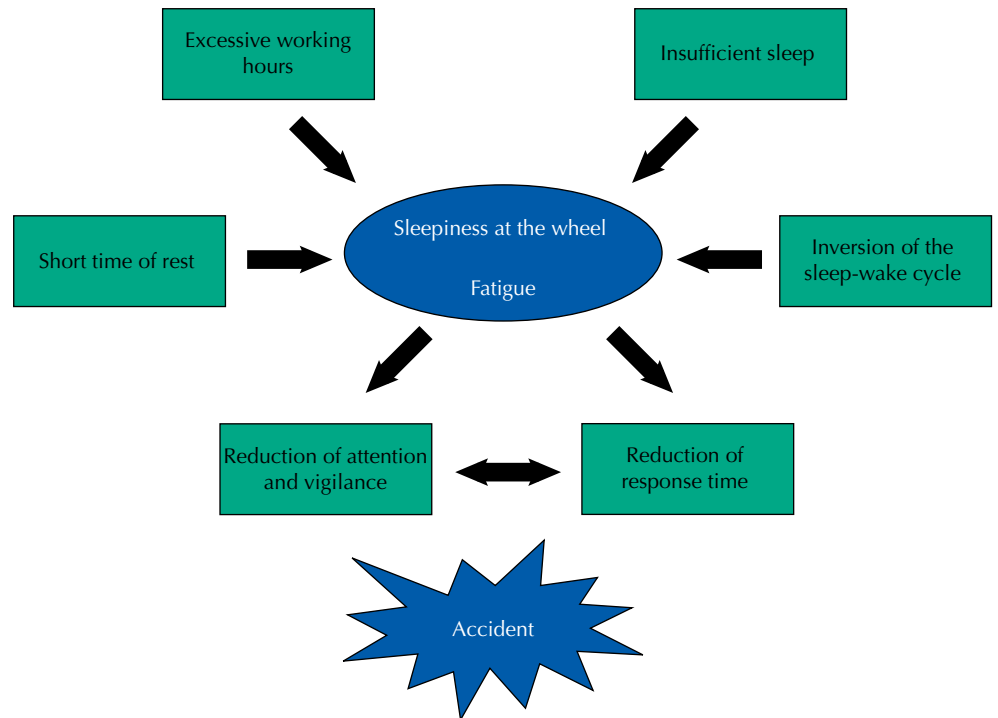 Excessive working
hours
Insufficient sleep
Sleepiness at the wheel
Fatigue
Short time of rest
Inversion of the
sleep-wake cycle
Reduction of attention
and vigilance
Reduction of
response time
Accident